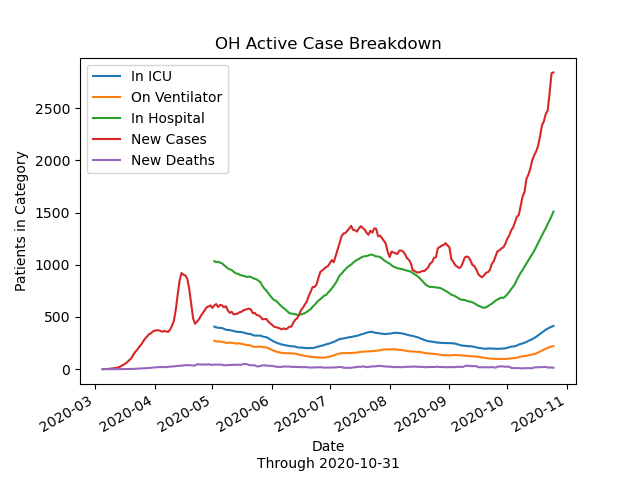 OH Active Case Breakdown
In ICU
On Ventilator
In Hospital
New Cases
New Deaths
Patients in Category
2500
2000
1500
1000
500
0
2020-03
2020-04
2020-05
2020-06
2020-07
2020-08
2020-09
2020-10
2020-11
Date
Through 2020-10-31